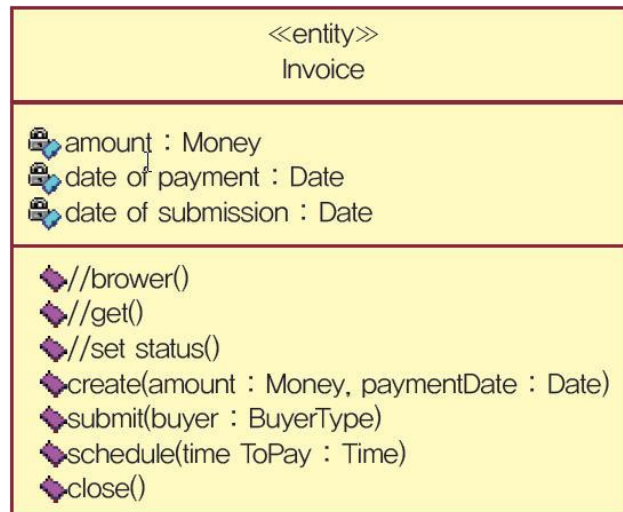 ≪entity≫
Invoice
amount : Money
date of payment : Date
date of submission : Date
//brower()
//get()
//set status()
create(amount : Money, paymentDate : Date)
submit(buyer : BuyerType)
schedule(time ToPay : Time)
close()